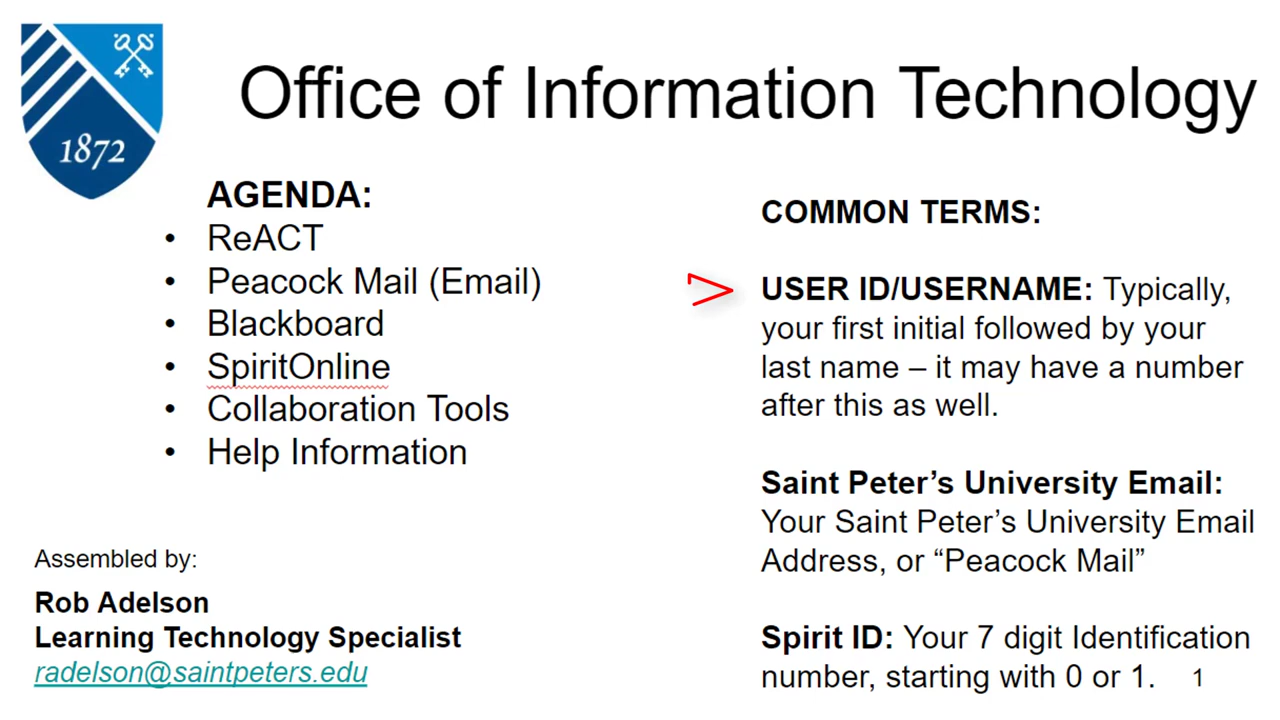 1872
Office of Information Technology
AGENDA:
• ReACT
• Peacock Mail (Email)
• Blackboard
• SpiritOnline
• Collaboration Tools
• Help Information
Assembled by:
Rob Adelson
Learning Technology Specialist
radelson@saintpeters.edu
COMMON TERMS:
USER ID/USERNAME: Typically,
your first initial followed by your
last name – it may have a number
after this as well.
Saint Peter’s University Email:
Your Saint Peter’s University Email
Address, or “Peacock Mail”
Spirit ID: Your 7 digit Identification
number, starting with 0 or 1.
1